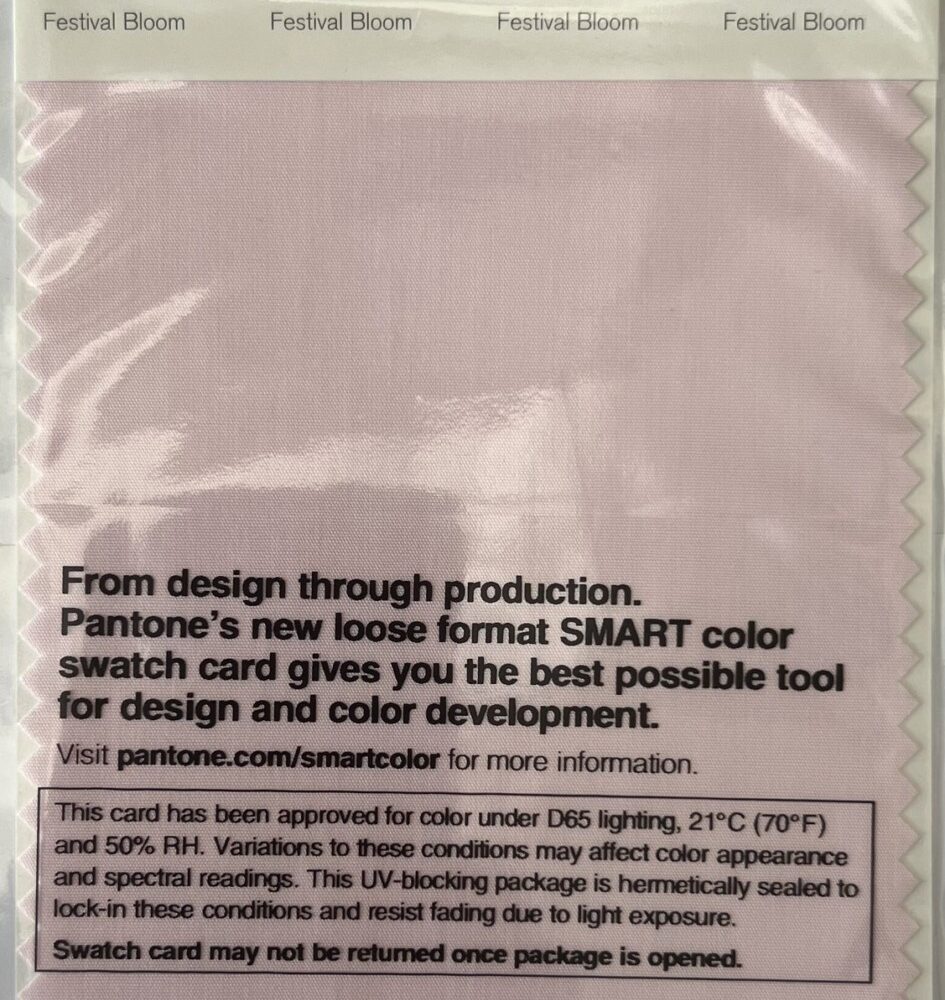 Festival Bloom Festival Bloom Festival Bloom Festival Bloom
From design through production.
Pantone's new loose format SMART color
swatch card gives you the best possible tool
for design and color development.
Visit pantone.com/smartcolor for more information.
This card has been approved for color under D65 lighting, 21°C (70°F)
and 50% RH. Variations to these conditions may affect color appearance
and spectral readings. This UV-blocking package is hermetically sealed to
lock-in these conditions and resist fading due to light exposure.
Swatch card may not be returned once package is opened.